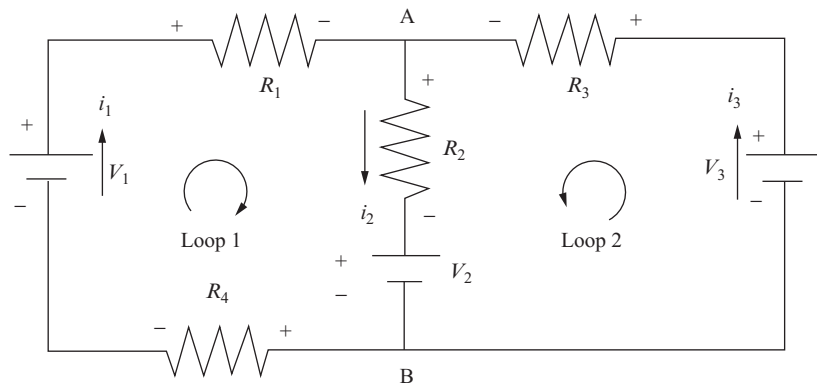 A
+ − − +
R1 R3
+
i1 i3
+ R2 +
V1 V3
− −
i2 −
Loop 1 Loop 2
+
V2
−
R4
− +
B